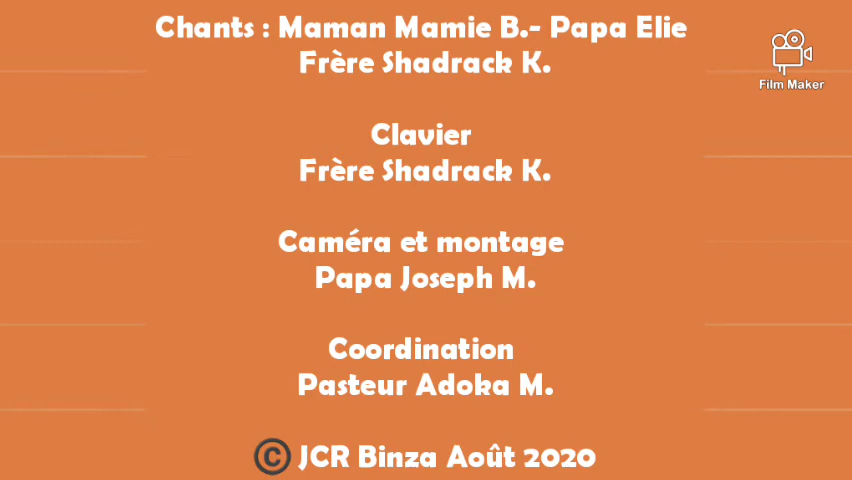 Chants : Maman Mamie B.- Papa Elie
Frère Shadrack K.
Film Maker
Clavier
Frère Shadrack K.
Caméra et montage
Papa Joseph M.
Coordination
Pasteur Adoka M.
© JCR Binza Août 2020